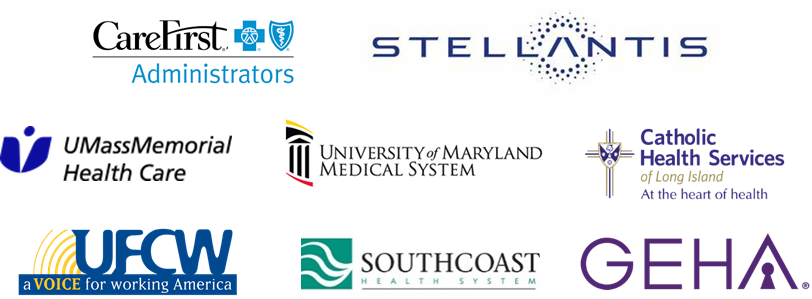 CareFirst
Administrators
STELLANTIS
UMassMemorial
Health Care
UNIVERSITY of MARYLAND
MEDICAL SYSTEM
Catholic
Health Services
of Long Island
At the heart of health
UFCW
a VOICE for working America
SOUTHCOAST
HEALTH SYSTEM
GEHA®